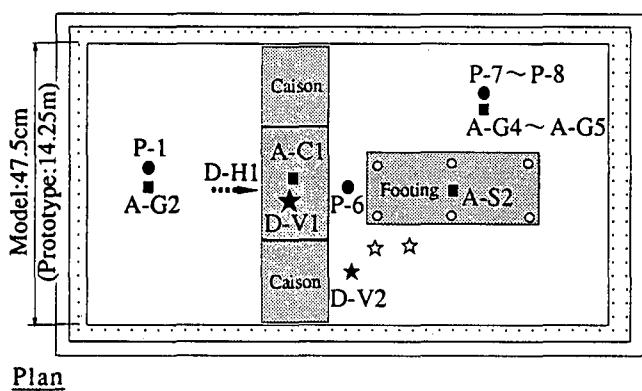 Model:47.5cm
(Prototype:14.25m)
Caison
P-7～P-8
A-G4～A-G5
P-1
A-G2
D-H1
A-C1
D-V1
P-6
Footing
A-S2
Caison
D-V2
Plan